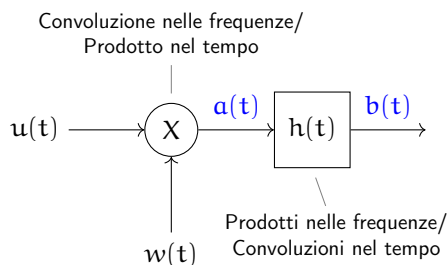 Convoluzione nelle frequenze/
Prodotto nel tempo
u(t)
X
a(t)
h(t)
b(t)
w(t)
Prodotti nelle frequenze/
Convoluzioni nel tempo